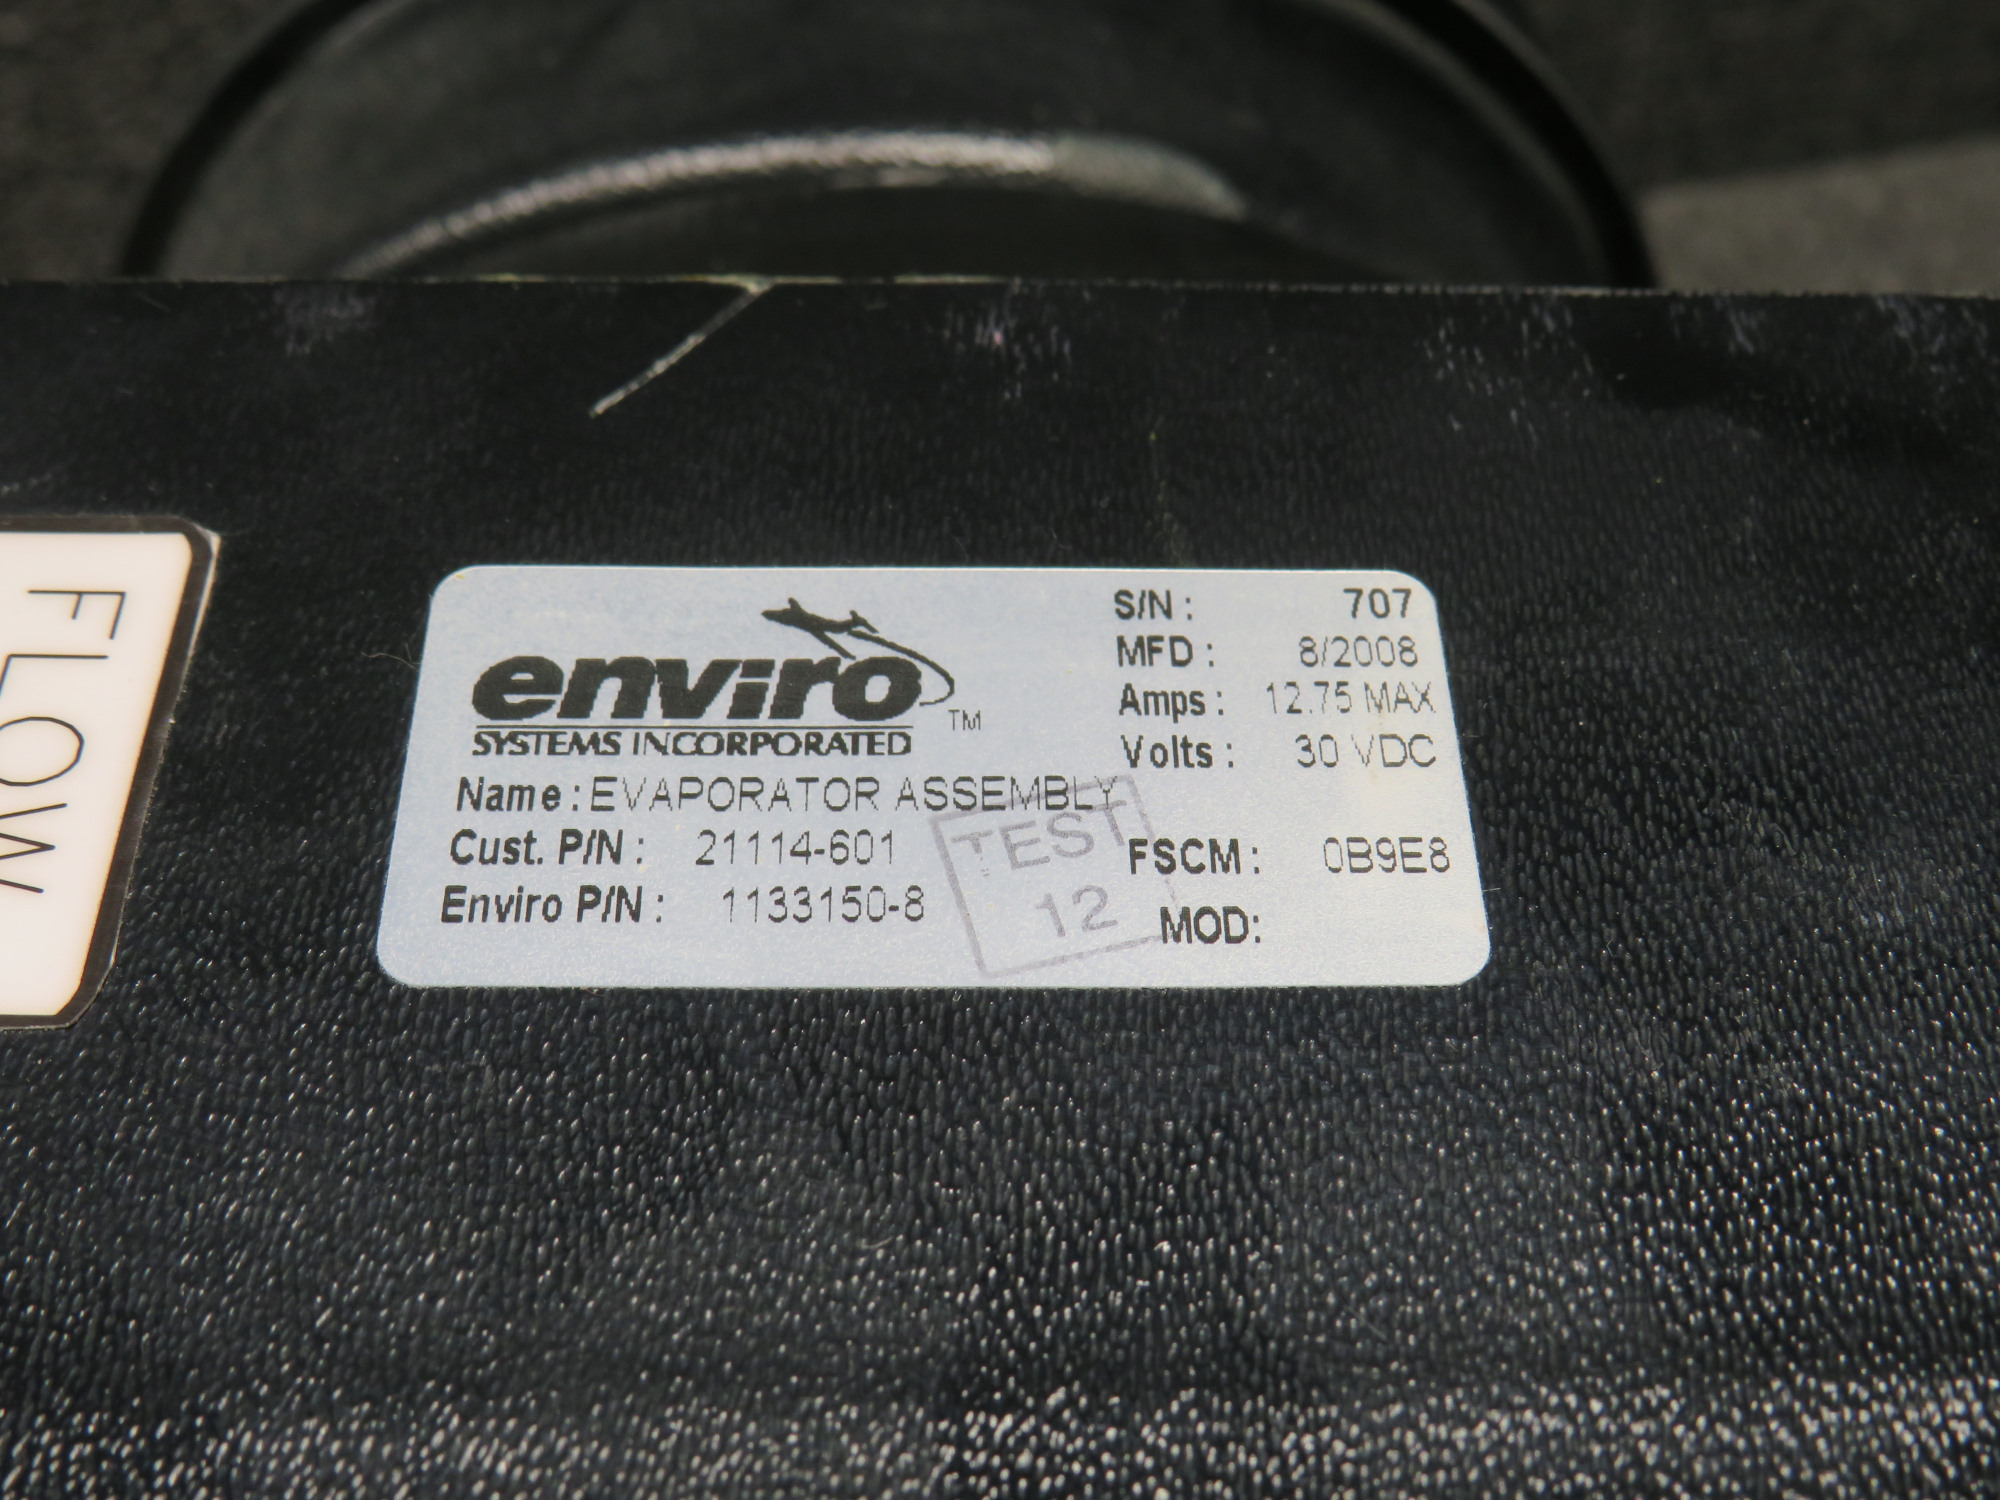 FLOW
enviro
TM
SYSTEMS INCORPORATED
S/N : 707
MFD : 8/2008
Amps : 12.75 MAX
Volts : 30 VDC
Name : EVAPORATOR ASSEMBLY
Cust. P/N : 21114-601
Enviro P/N : 1133150-8
TEST
12
FSCM : 0B9E8
MOD: